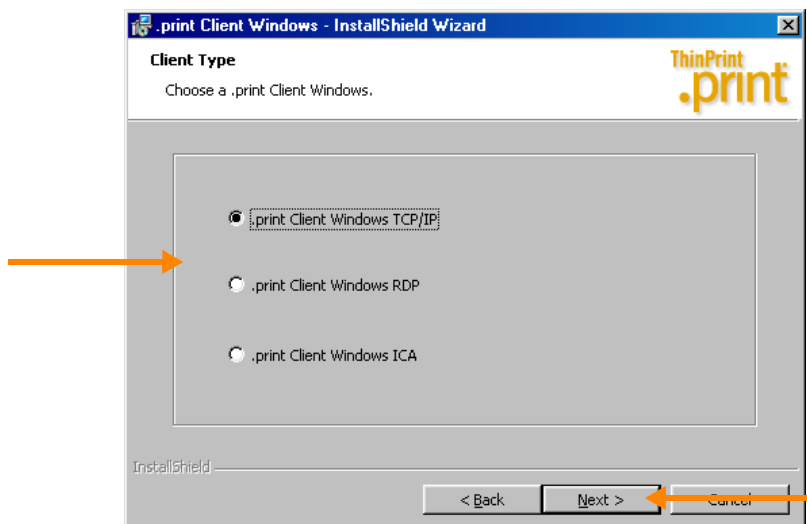 .print Client Windows - InstallShield Wizard
Client Type
Choose a .print Client Windows.
ThinPrint
.print
.print Client Windows TCP/IP
.print Client Windows RDP
.print Client Windows ICA
InstallShield
< Back
Next >
Cancel